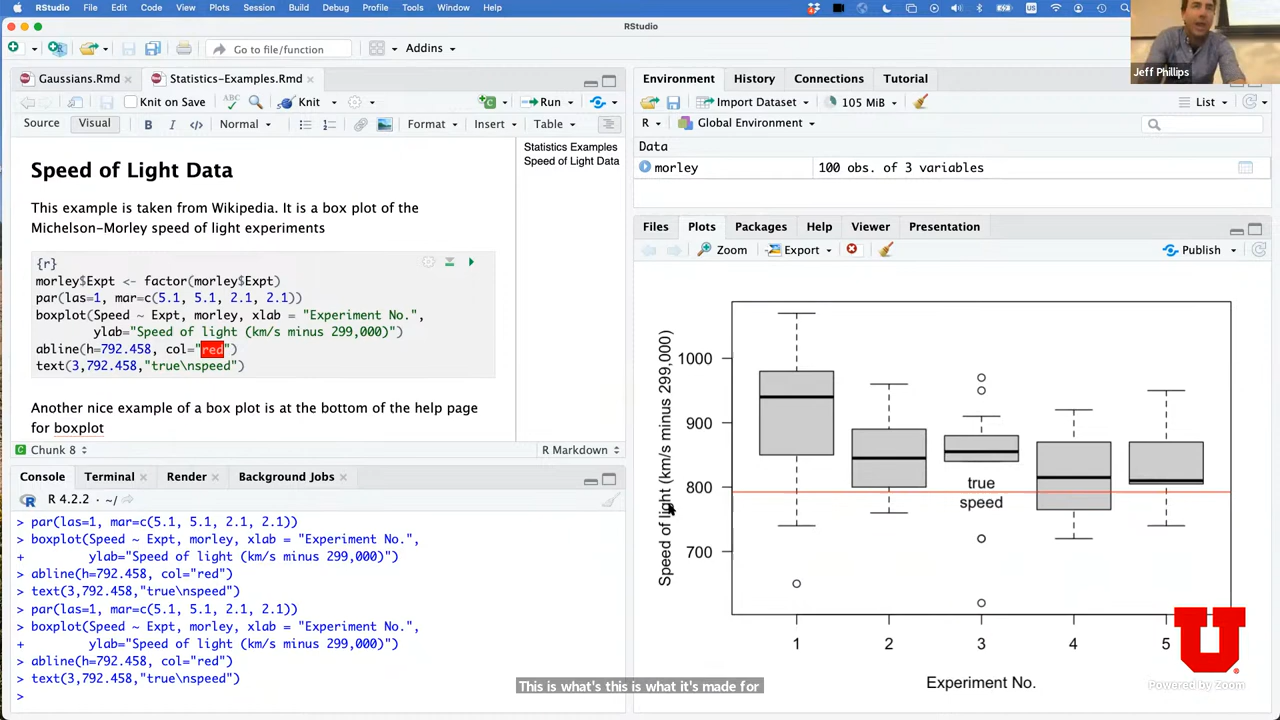 RStudio File Edit Code View Plots Session Build Debug Profile Tools Window Help
RStudio
Go to file/function
Addins
Jeff Phillips
Gaussians.Rmd
Statistics-Examples.Rmd
Knit on Save
ABC
Knit
Run
Source
Visual
B
I
Normal
Format
Insert
Table
Speed of Light Data
This example is taken from Wikipedia. It is a box plot of the
Michelson-Morley speed of light experiments
{r}
morley$Expt <- factor(morley$Expt)
par(las=1, mar=c(5.1, 5.1, 2.1, 2.1))
boxplot(Speed ~ Expt, morley, xlab = "Experiment No.",
ylab="Speed of light (km/s minus 299,000)")
abline(h=792.458, col="red")
text(3,792.458,"true\nspeed")
Another nice example of a box plot is at the bottom of the help page
for boxplot
Statistics Examples
Speed of Light Data
Chunk 8
R Markdown
Console
Terminal
Render
Background Jobs
R 4.2.2 · ~/
> par(las=1, mar=c(5.1, 5.1, 2.1, 2.1))
> boxplot(Speed ~ Expt, morley, xlab = "Experiment No.",
+ ylab="Speed of light (km/s minus 299,000)")
> abline(h=792.458, col="red")
> text(3,792.458,"true\nspeed")
> par(las=1, mar=c(5.1, 5.1, 2.1, 2.1))
> boxplot(Speed ~ Expt, morley, xlab = "Experiment No.",
+ ylab="Speed of light (km/s minus 299,000)")
> abline(h=792.458, col="red")
> text(3,792.458,"true\nspeed")
>
Environment
History
Connections
Tutorial
Import Dataset
105 MiB
List
R
Global Environment
Data
morley
100 obs. of 3 variables
Files
Plots
Packages
Help
Viewer
Presentation
Zoom
Export
Publish
Speed of light (km/s minus 299,000)
1000
900
800
700
true
speed
1 2 3 4 5
Experiment No.
U
Powered by Zoom
This is what's this is what it's made for